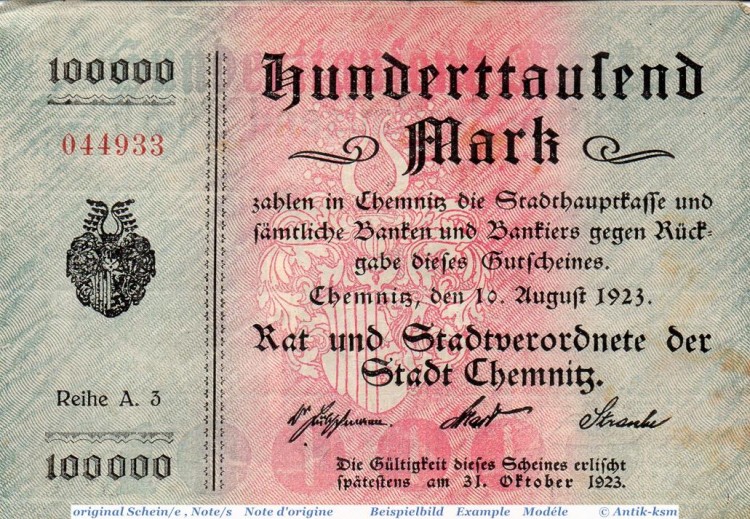 100000
044933
Reihe A. 3
100000
Hunderttausend
Mark
zahlen in Chemnitz die Stadthauptkasse und
sämtliche Banken und Bankiers gegen Rück-
gabe dieses Gutscheines.
Chemnitz, den 10. August 1923.
Rat und Stadtverordnete der
Stadt Chemnitz.
Die Gültigkeit dieses Scheines erlischt
spätestens am 31. Oktober 1923.
original Schein/e , Note/s Note d'origine Beispielbild Example Modéle © Antik-ksm